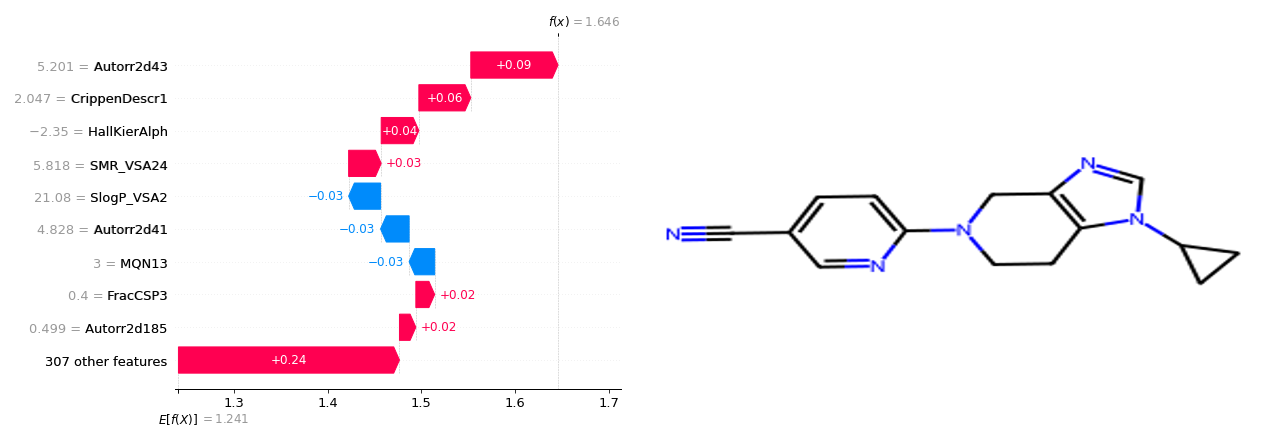 f(x) = 1.646
5.201 = Autorr2d43 +0.09
2.047 = CrippenDescr1 +0.06
−2.35 = HallKierAlph +0.04
5.818 = SMR_VSA24 +0.03
21.08 = SlogP_VSA2 −0.03
4.828 = Autorr2d41 −0.03
3 = MQN13 −0.03
0.4 = FracCSP3 +0.02
0.499 = Autorr2d185 +0.02
307 other features +0.24
1.3 1.4 1.5 1.6 1.7
E[f(X)] = 1.241
N
N
N
N
N